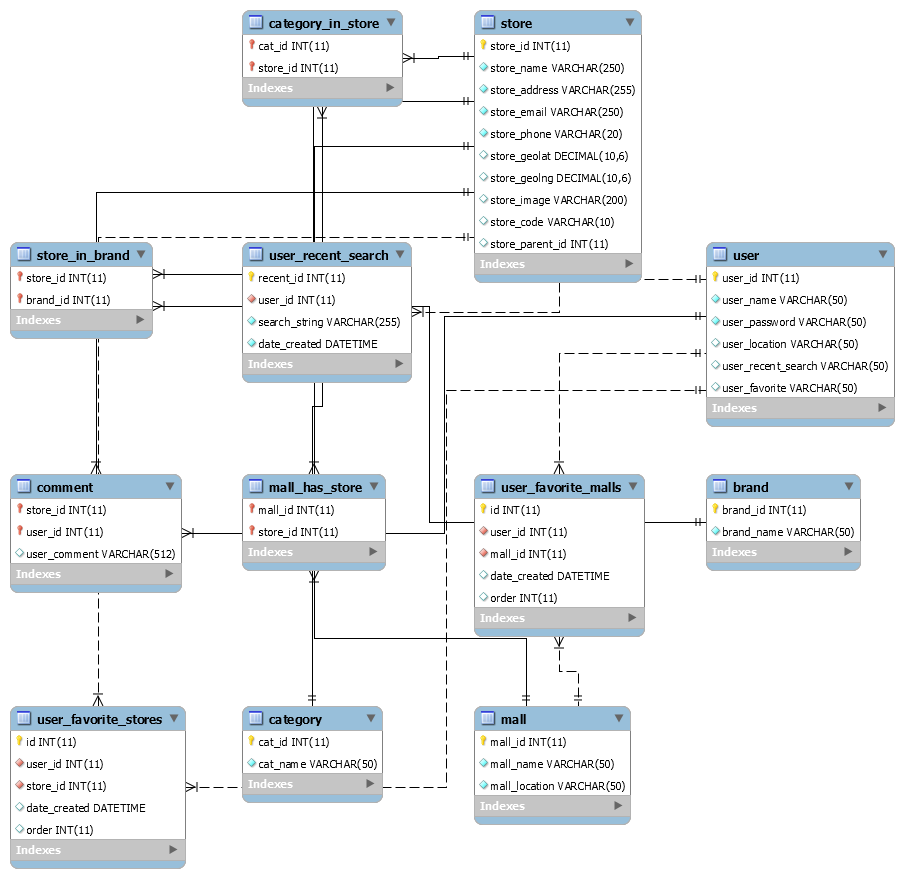 category_in_store
cat_id INT(11)
store_id INT(11)
Indexes
store
store_id INT(11)
store_name VARCHAR(250)
store_address VARCHAR(255)
store_email VARCHAR(250)
store_phone VARCHAR(20)
store_geolat DECIMAL(10,6)
store_geolng DECIMAL(10,6)
store_image VARCHAR(200)
store_code VARCHAR(10)
store_parent_id INT(11)
Indexes
store_in_brand
store_id INT(11)
brand_id INT(11)
Indexes
user_recent_search
recent_id INT(11)
user_id INT(11)
search_string VARCHAR(255)
date_created DATETIME
Indexes
user
user_id INT(11)
user_name VARCHAR(50)
user_password VARCHAR(50)
user_location VARCHAR(50)
user_recent_search VARCHAR(50)
user_favorite VARCHAR(50)
Indexes
comment
store_id INT(11)
user_id INT(11)
user_comment VARCHAR(512)
Indexes
mall_has_store
mall_id INT(11)
store_id INT(11)
Indexes
user_favorite_malls
id INT(11)
user_id INT(11)
mall_id INT(11)
date_created DATETIME
order INT(11)
Indexes
brand
brand_id INT(11)
brand_name VARCHAR(50)
Indexes
user_favorite_stores
id INT(11)
user_id INT(11)
store_id INT(11)
date_created DATETIME
order INT(11)
Indexes
category
cat_id INT(11)
cat_name VARCHAR(50)
Indexes
mall
mall_id INT(11)
mall_name VARCHAR(50)
mall_location VARCHAR(50)
Indexes